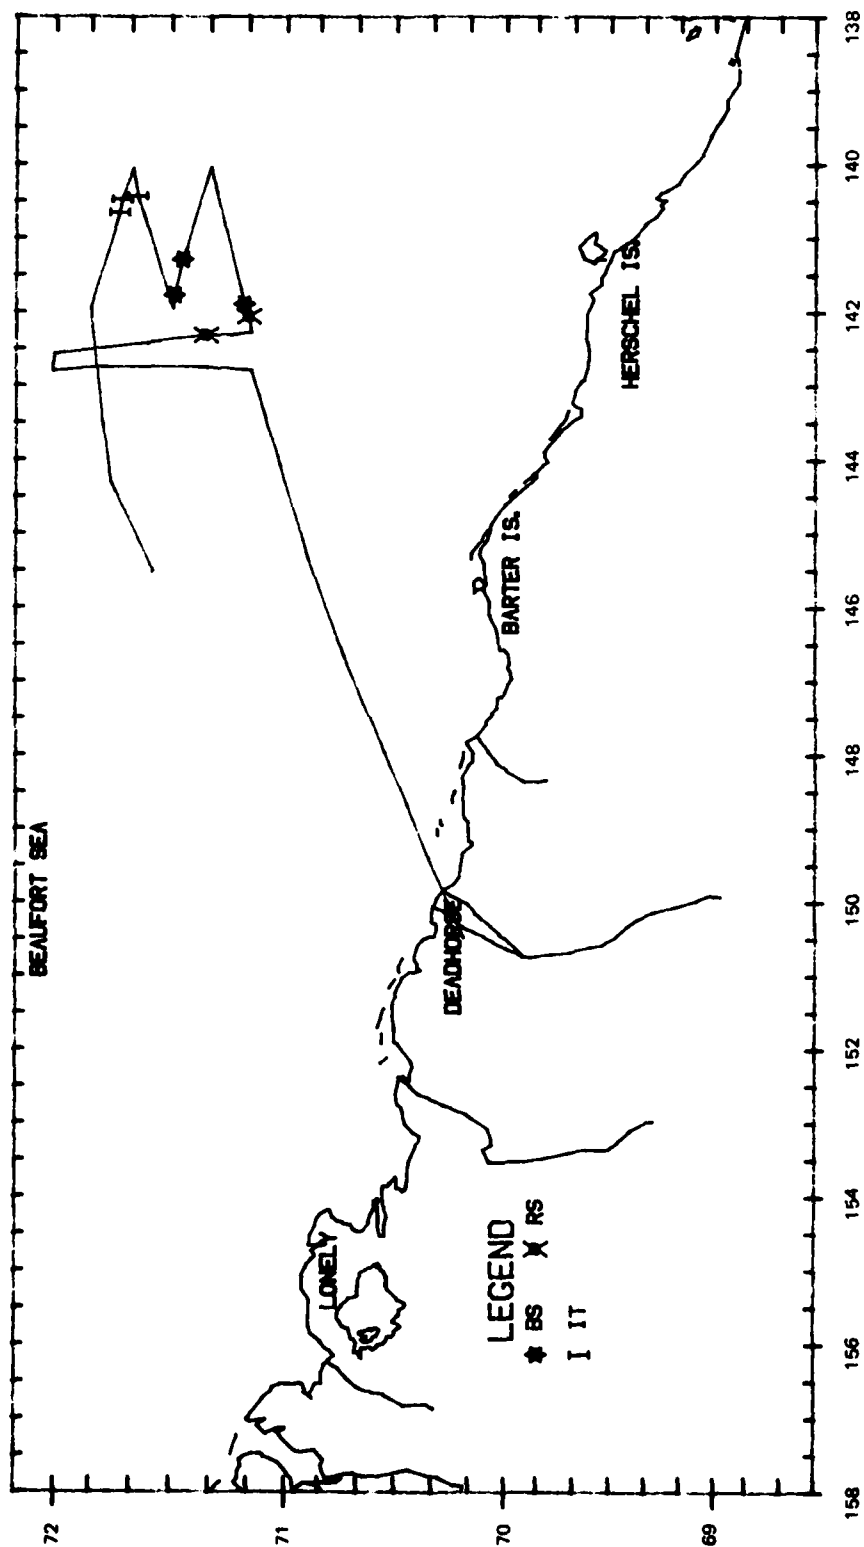 BEAUFORT SEA
HERSCHEL IS.
BARTER IS.
DEADHORSE
LONELY
LEGEND
BS RS
IT
72
71
70
69
158
156
154
152
150
148
146
144
142
140
138